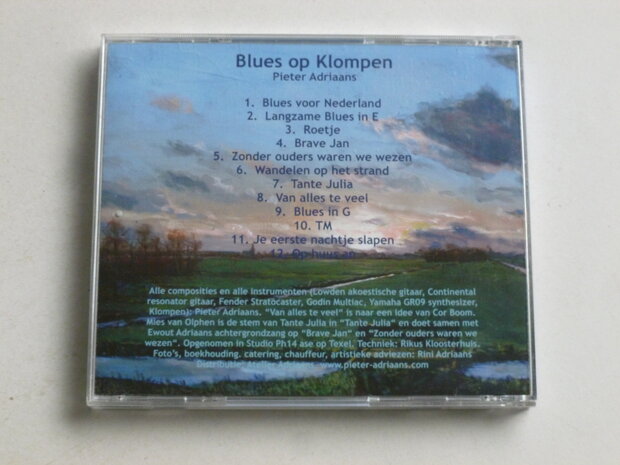 Blues op Klompen
Pieter Adriaans
1. Blues voor Nederland
2. Langzame Blues in E
3. Roetje
4. Brave Jan
5. Zonder ouders waren we wezen
6. Wandelen op het strand
7. Tante Julia
8. Van alles te veel
9. Blues in G
10. TM
11. Je eerste nachtje slapen
12. Op huus an
Alle composities en alle instrumenten (Lowden akoestische gitaar, Continental
resonator gitaar, Fender Stratocaster, Godin Multiac, Yamaha GR09 synthesizer,
Klompen): Pieter Adriaans. “Van alles te veel” is naar een idee van Cor Boom.
Mies van Olphen is de stem van Tante Julia in “Tante Julia” en doet samen met
Ewout Adriaans achtergrondzang op “Brave Jan” en “Zonder ouders waren we
wezen”. Opgenomen in Studio Ph14 ase op Texel, Techniek: Rikus Kloosterhuis.
Foto’s, boekhouding. catering, chauffeur, artistieke adviezen: Rini Adriaans
Distributie: Atelier Adriaans www.pieter-adriaans.com